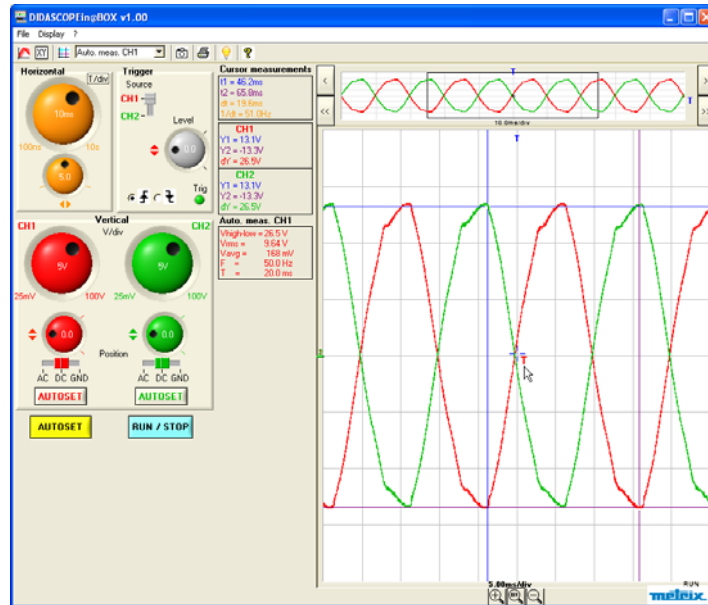 DIDASCOPEin@BOX v1.00
File Display ?
XY
Auto. meas. CH1
?
Horizontal
T/div
10ms
100ns
10s
5.0
Trigger
Source
CH1
CH2
Level
0.0
Trig
Vertical
CH1
V/div
CH2
5V
5V
25mV
100V
25mV
100V
0.0
0.0
Position
AC DC GND
AC DC GND
AUTOSET
AUTOSET
AUTOSET
RUN / STOP
Cursor measurements
t1 = 46.2ms
t2 = 65.8ms
dt = 19.6ms
1/dt = 51.0Hz
CH1
Y1 = 13.1V
Y2 = -13.3V
dY = 26.5V
CH2
Y1 = 13.1V
Y2 = -13.3V
dY = 26.5V
Auto. meas. CH1
Vhigh-low = 26.5 V
Vrms = 9.64 V
Vavg = 168 mV
F = 50.0 Hz
T = 20.0 ms
<
<<
T
T
>
>>
10.0ms/div
T
T
5.00ms/div
RUN
metrix